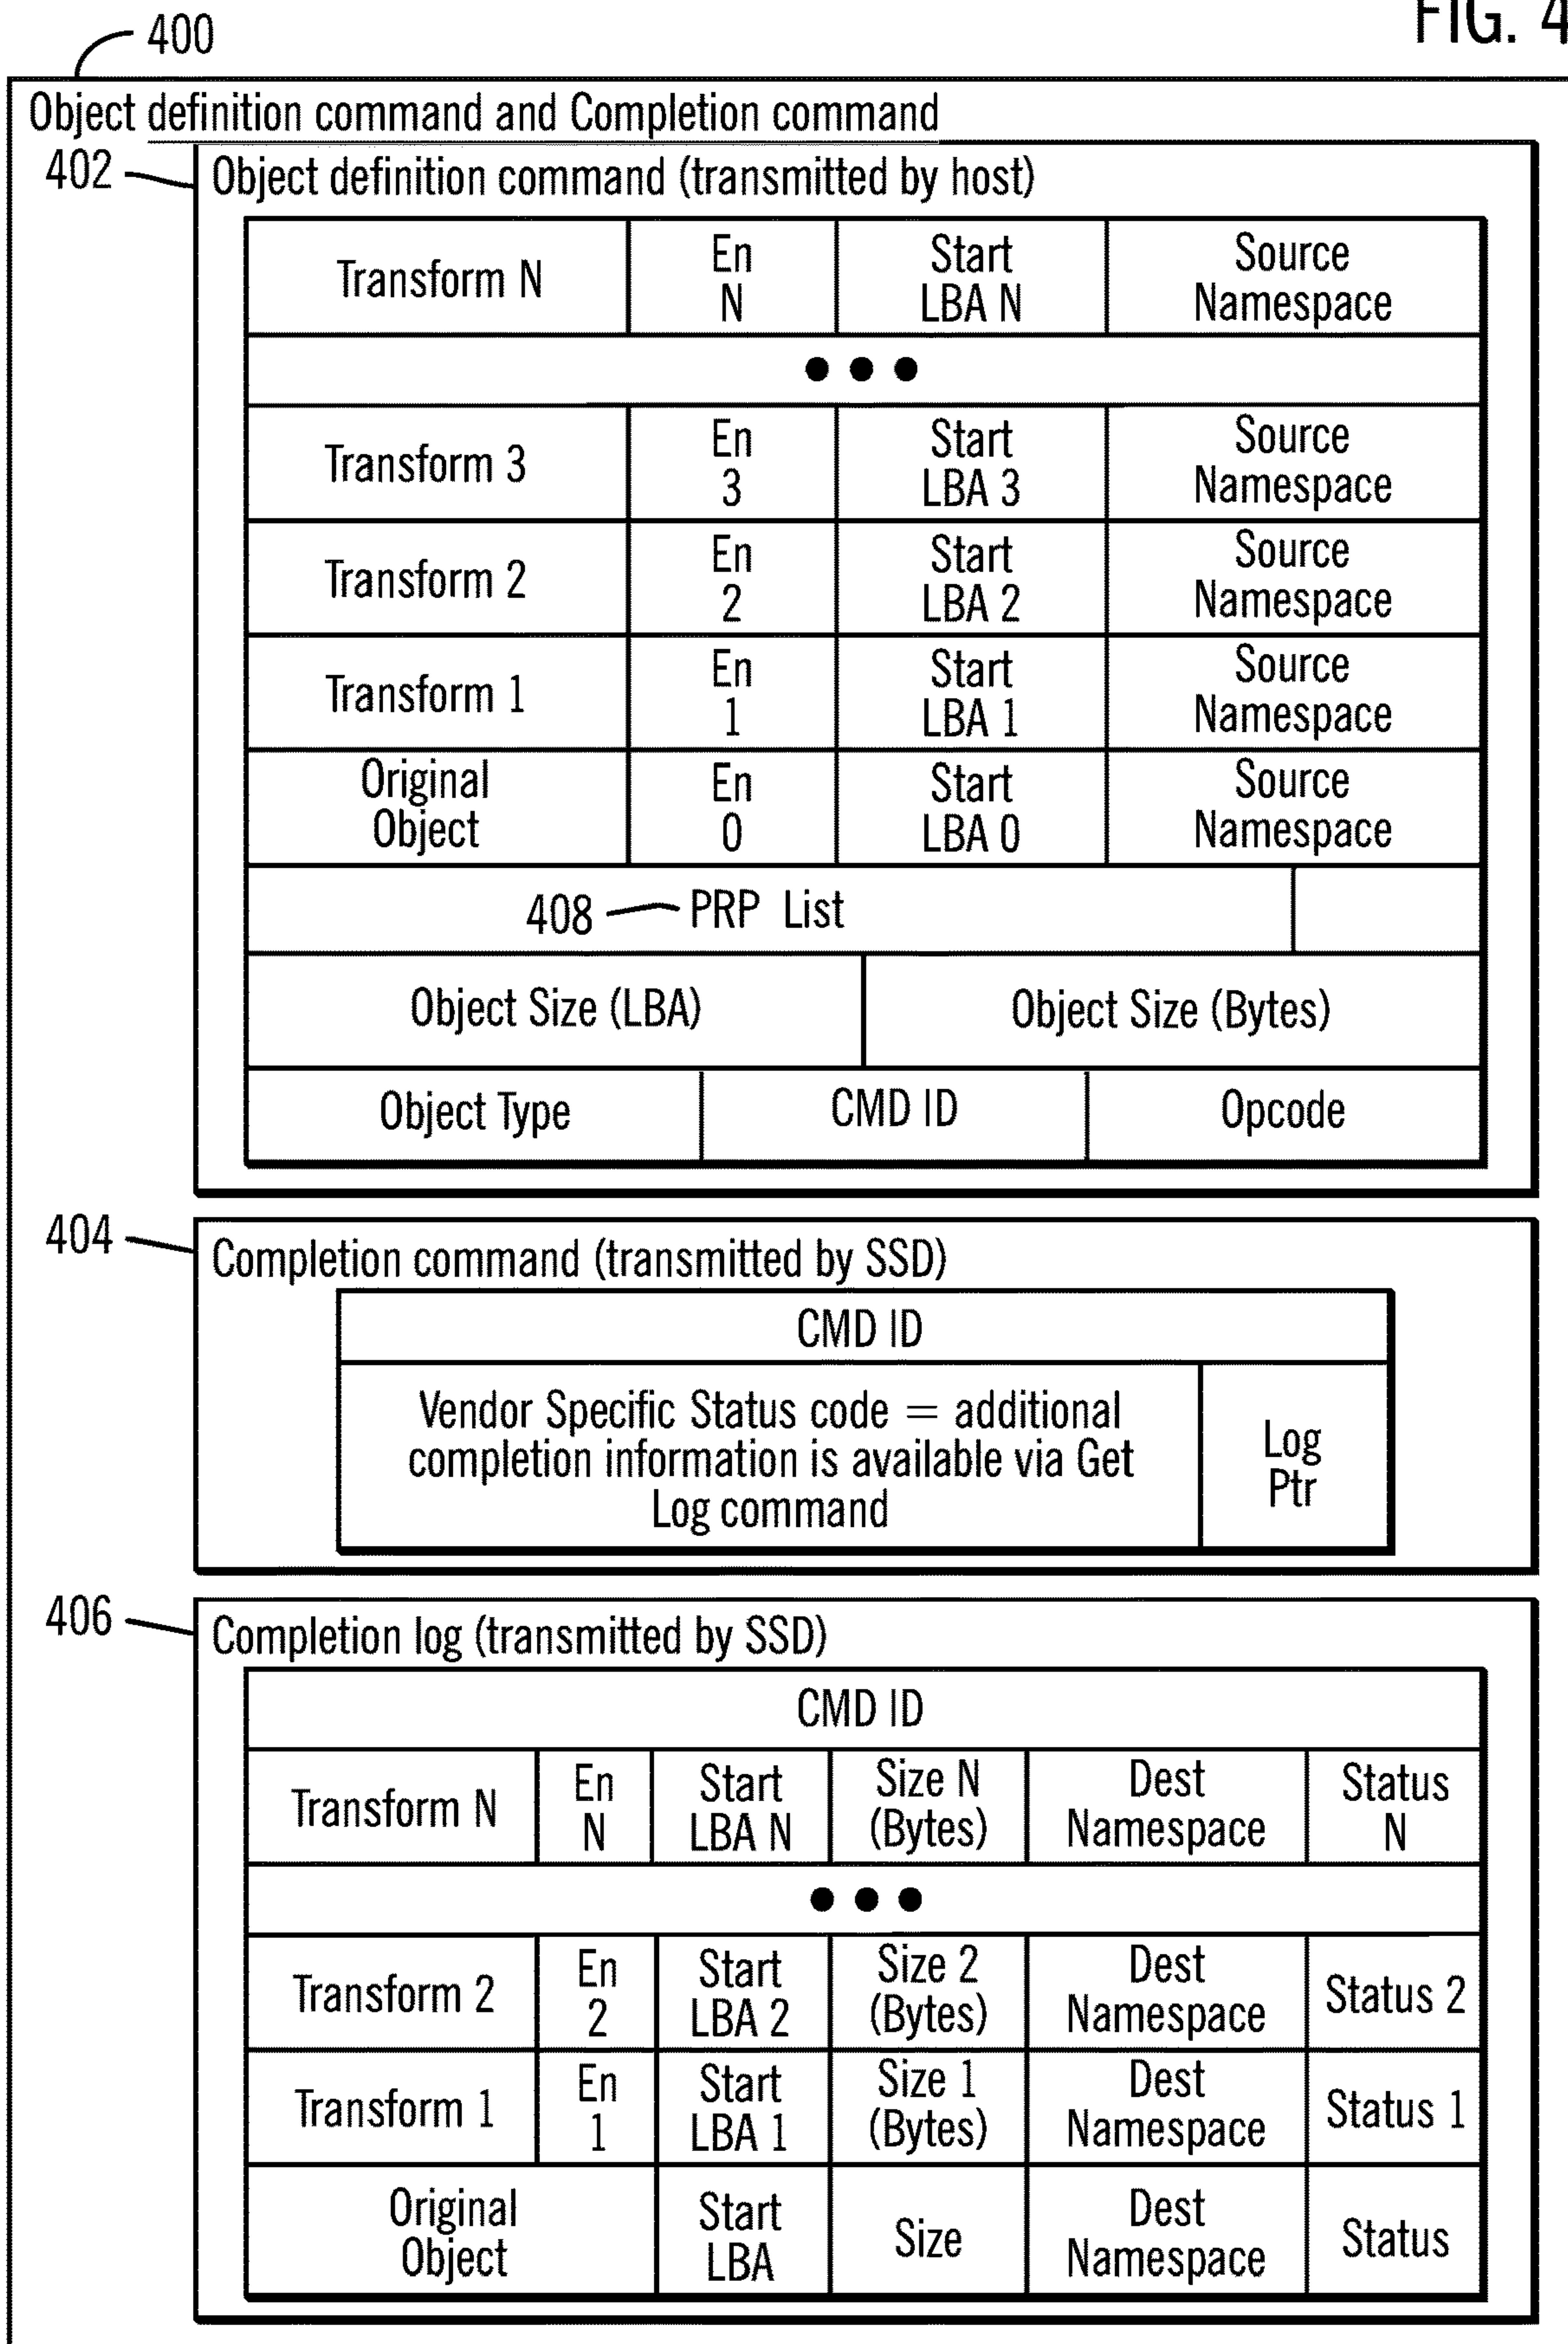 FIG. 4
400
Object definition command and Completion command
402
Object definition command (transmitted by host)
Transform N
En
N
Start
LBA N
Source
Namespace
Transform 3
En
3
Start
LBA 3
Source
Namespace
Transform 2
En
2
Start
LBA 2
Source
Namespace
Transform 1
En
1
Start
LBA 1
Source
Namespace
Original
Object
En
0
Start
LBA 0
Source
Namespace
408
PRP List
Object Size (LBA)
Object Size (Bytes)
Object Type
CMD ID
Opcode
404
Completion command (transmitted by SSD)
CMD ID
Vendor Specific Status code = additional
completion information is available via Get
Log command
Log
Ptr
406
Completion log (transmitted by SSD)
CMD ID
Transform N
En
N
Start
LBA N
Size N
(Bytes)
Dest
Namespace
Status
N
Transform 2
En
2
Start
LBA 2
Size 2
(Bytes)
Dest
Namespace
Status 2
Transform 1
En
1
Start
LBA 1
Size 1
(Bytes)
Dest
Namespace
Status 1
Original
Object
Start
LBA
Size
Dest
Namespace
Status